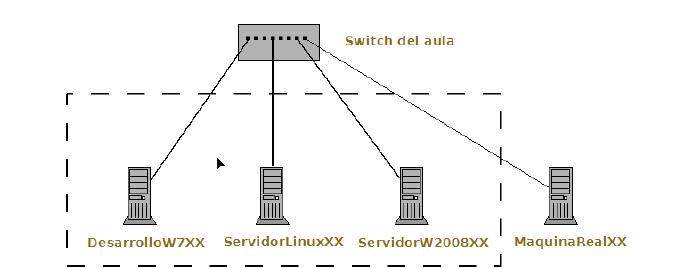 Switch del aula
DesarrolloW7XX
ServidorLinuxXX
ServidorW2008XX
MaquinaRealXX